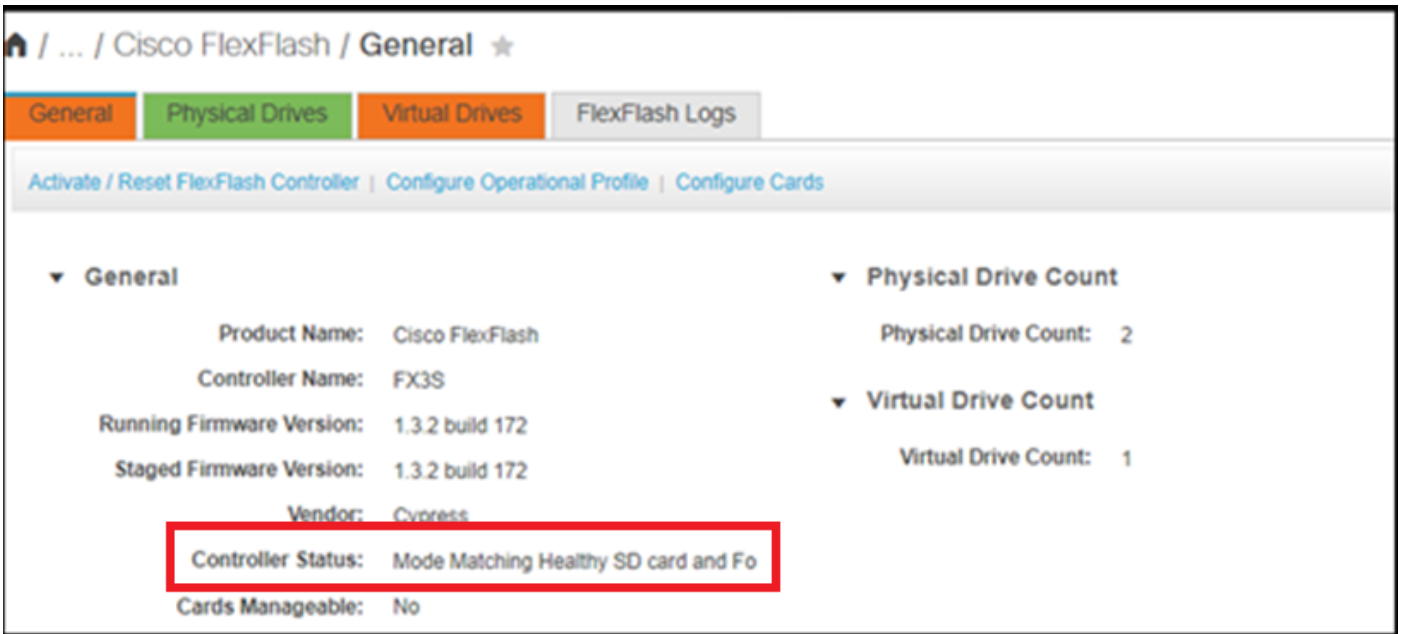 / ... / Cisco FlexFlash / General
General Physical Drives Virtual Drives FlexFlash Logs
Activate / Reset FlexFlash Controller | Configure Operational Profile | Configure Cards
General
Product Name: Cisco FlexFlash
Controller Name: FX3S
Running Firmware Version: 1.3.2 build 172
Staged Firmware Version: 1.3.2 build 172
Vendor: Cypress
Controller Status: Mode Matching Healthy SD card and Fo
Cards Manageable: No
Physical Drive Count
Physical Drive Count: 2
Virtual Drive Count
Virtual Drive Count: 1